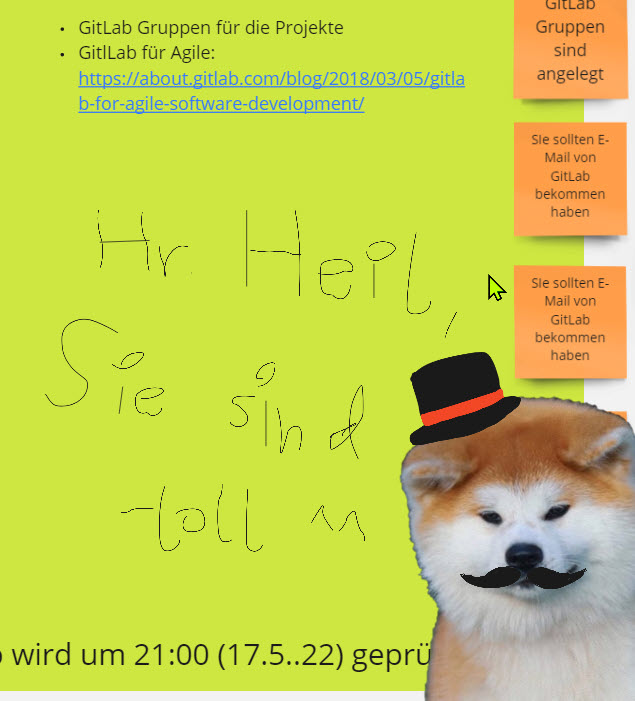 • GitLab Gruppen für die Projekte
• GitlLab für Agile:
https://about.gitlab.com/blog/2018/03/05/gitla
b-for-agile-software-development/
GitLab
Gruppen
sind
angelegt
SIe sollten E-
Mail von
GitLab
bekommen
haben
SIe sollten E-
Mail von
GitLab
bekommen
haben
Hr. Heil,
Sie sind
toll
wird um 21:00 (17.5..22) geprü